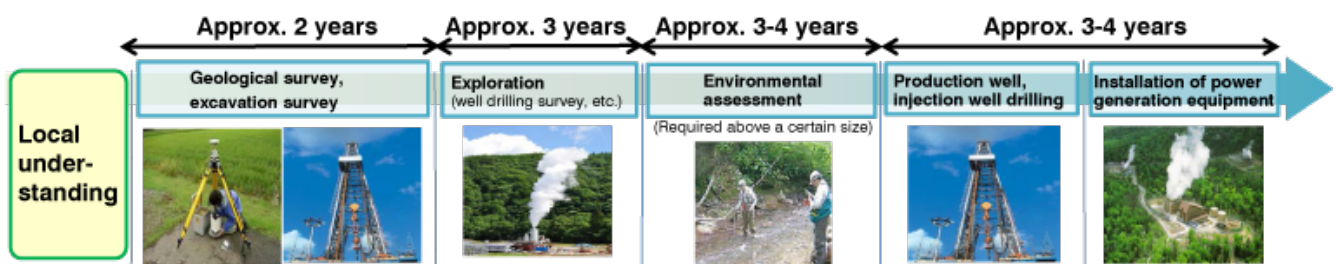 Approx. 2 years
Approx. 3 years
Approx. 3-4 years
Approx. 3-4 years
Local
under-
standing
Geological survey,
excavation survey
Exploration
(well drilling survey, etc.)
Environmental
assessment
(Required above a certain size)
Production well,
injection well drilling
Installation of power
generation equipment